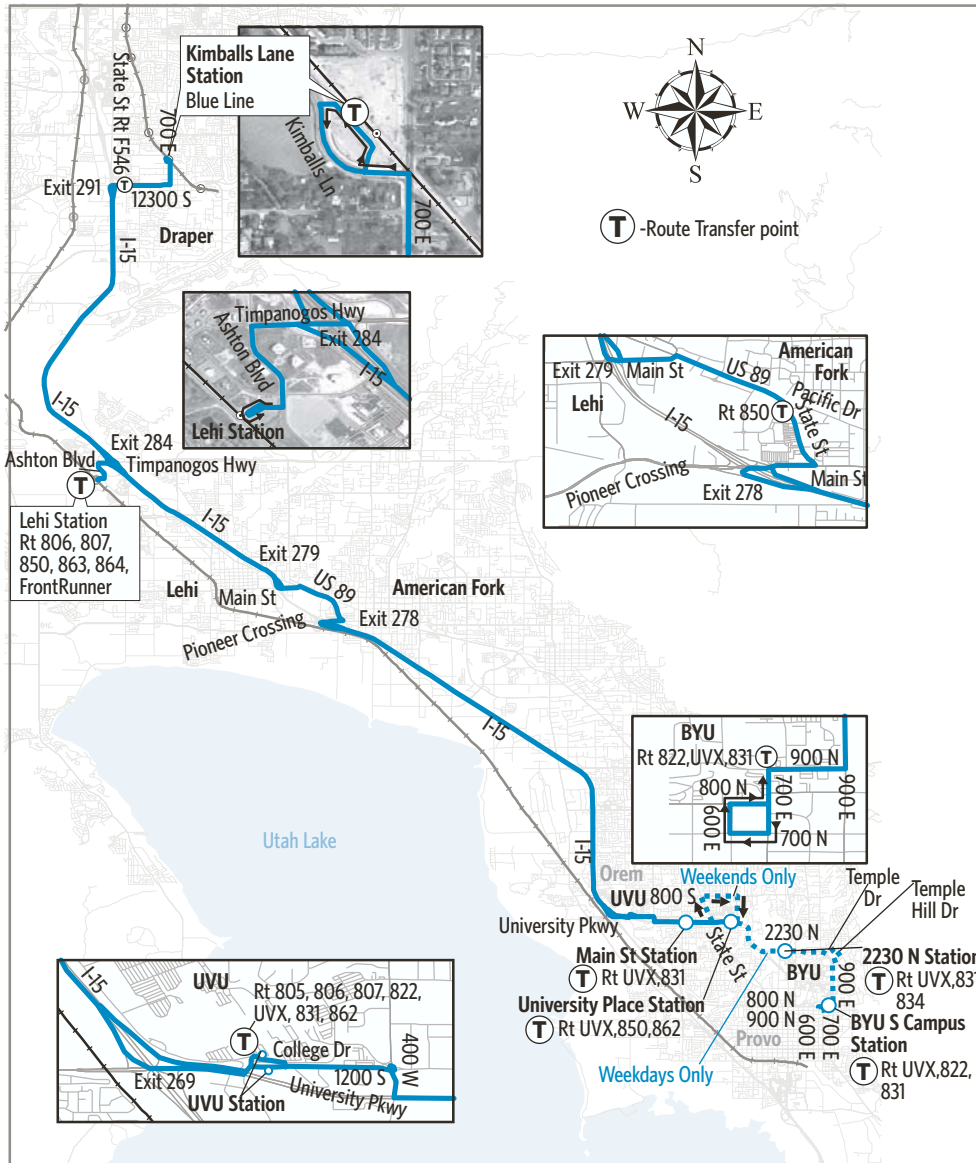 Kimballs Lane
Station
Blue Line
State St Rt F546
700 E
T
Exit 291
T
12300 S
Draper
I-15
T
Kimballs Ln
700 E
N
W
E
S
T
-Route Transfer point
Timpanogos Hwy
Ashton Blvd
Exit 284
I-15
Lehi Station
Exit 279
Main St
US 89
American
Fork
Pacific Dr
Lehi
Rt 850
T
State St
I-15
Pioneer Crossing
Main St
Exit 278
I-15
Exit 284
Ashton Blvd
Timpanogos Hwy
T
Lehi Station
Rt 806, 807,
850, 863, 864,
FrontRunner
I-15
Exit 279
Lehi
Main St
US 89
American Fork
Pioneer Crossing
Exit 278
I-15
Utah Lake
BYU
Rt 822,UVX,831
T
900 N
800 N
700 E
900 E
600 E
700 N
I-15
Orem
Weekends Only
UVU
800 S
University Pkwy
State St
Temple
Dr
Temple
Hill Dr
2230 N
Main St Station
T
Rt UVX,831
University Place Station
T
Rt UVX,850,862
BYU
2230 N Station
T
Rt UVX,831
834
900 E
800 N
900 N
600 E
700 E
BYU S Campus
Station
T
Rt UVX,822,
831
Provo
Weekdays Only
I-15
UVU
Rt 805, 806, 807, 822,
UVX, 831, 862
T
College Dr
400 W
Exit 269
1200 S
UVU Station
University Pkwy